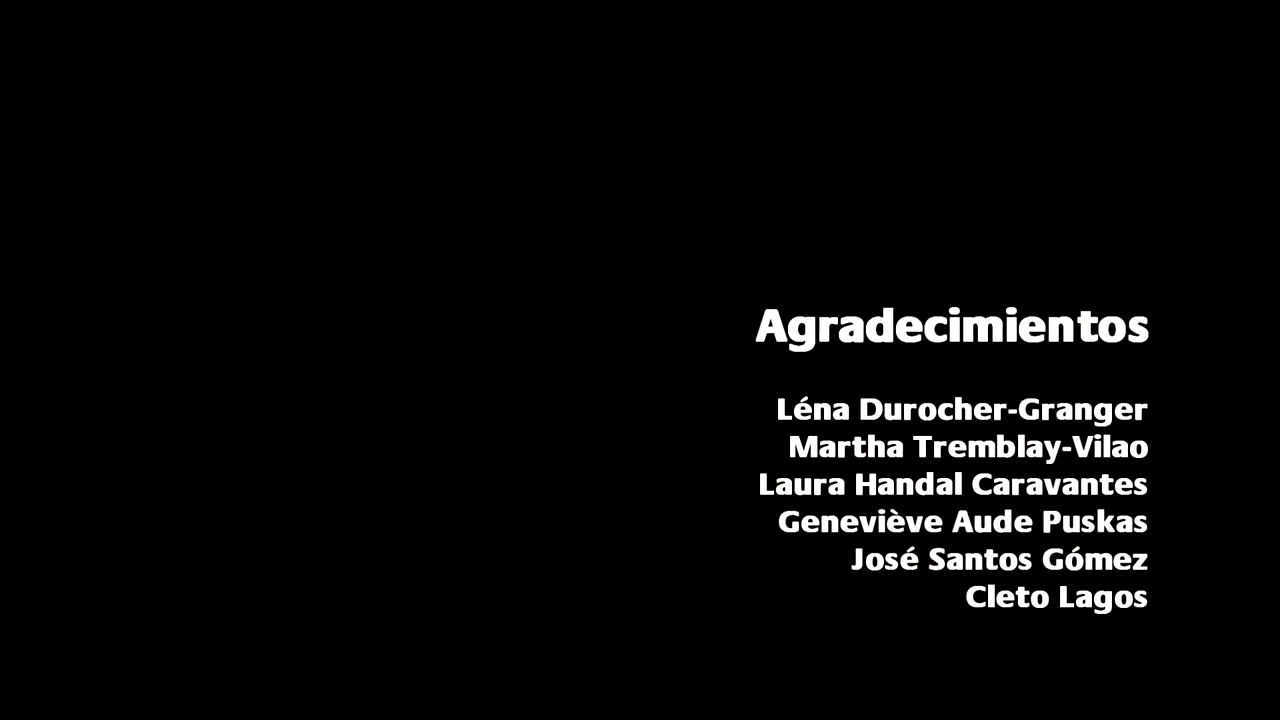 Agradecimientos
Léna Durocher-Granger
Martha Tremblay-Vilao
Laura Handal Caravantes
Geneviève Aude Puskas
José Santos Gómez
Cleto Lagos